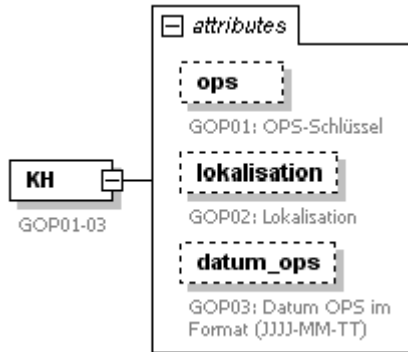 attributes
ops
GOP01: OPS-Schlüssel
lokalisation
GOP02: Lokalisation
KH
GOP01-03
datum_ops
GOP03: Datum OPS im
Format (JJJJ-MM-TT)